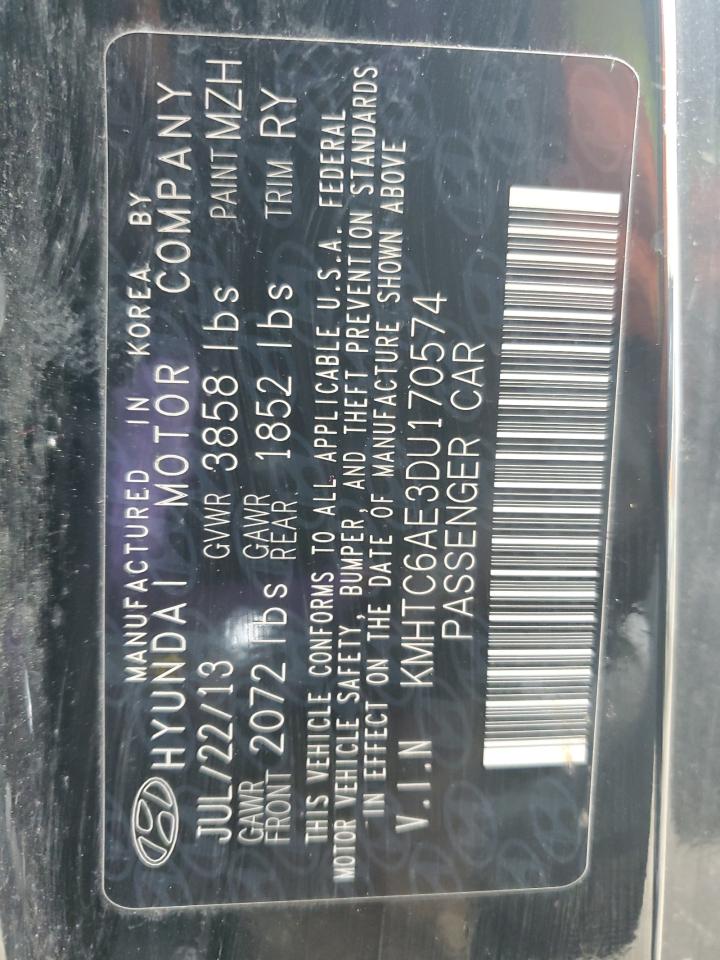 MANUFACTURED IN KOREA BY
HYUNDAI MOTOR COMPANY
JUL/22/13 GVWR 3858 lbs PAINT MZH
GAWR FRONT 2072 lbs GAWR REAR 1852 lbs TRIM RY
THIS VEHICLE CONFORMS TO ALL APPLICABLE U.S.A. FEDERAL
MOTOR VEHICLE SAFETY, BUMPER, AND THEFT PREVENTION STANDARDS
IN EFFECT ON THE DATE OF MANUFACTURE SHOWN ABOVE
V.I.N KMHTC6AE3DU170574
PASSENGER CAR